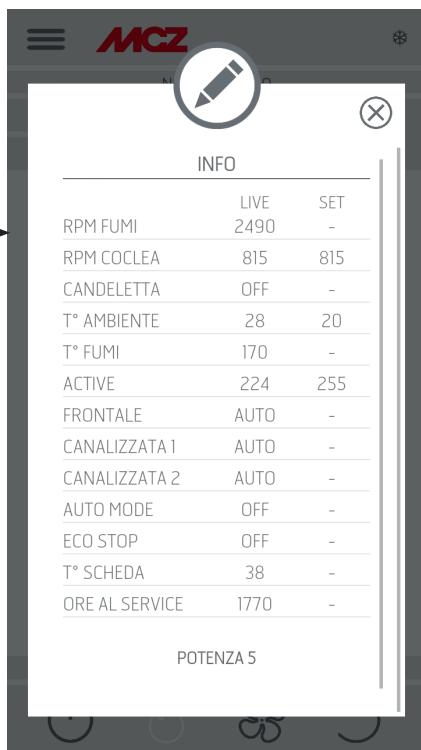 MCZ
INFO
LIVE SET
RPM FUMI 2490 -
RPM COCLEA 815 815
CANDELETTA OFF -
T° AMBIENTE 28 20
T° FUMI 170 -
ACTIVE 224 255
FRONTALE AUTO -
CANALIZZATA 1 AUTO -
CANALIZZATA 2 AUTO -
AUTO MODE OFF -
ECO STOP OFF -
T° SCHEDA 38 -
ORE AL SERVICE 1770 -
POTENZA 5